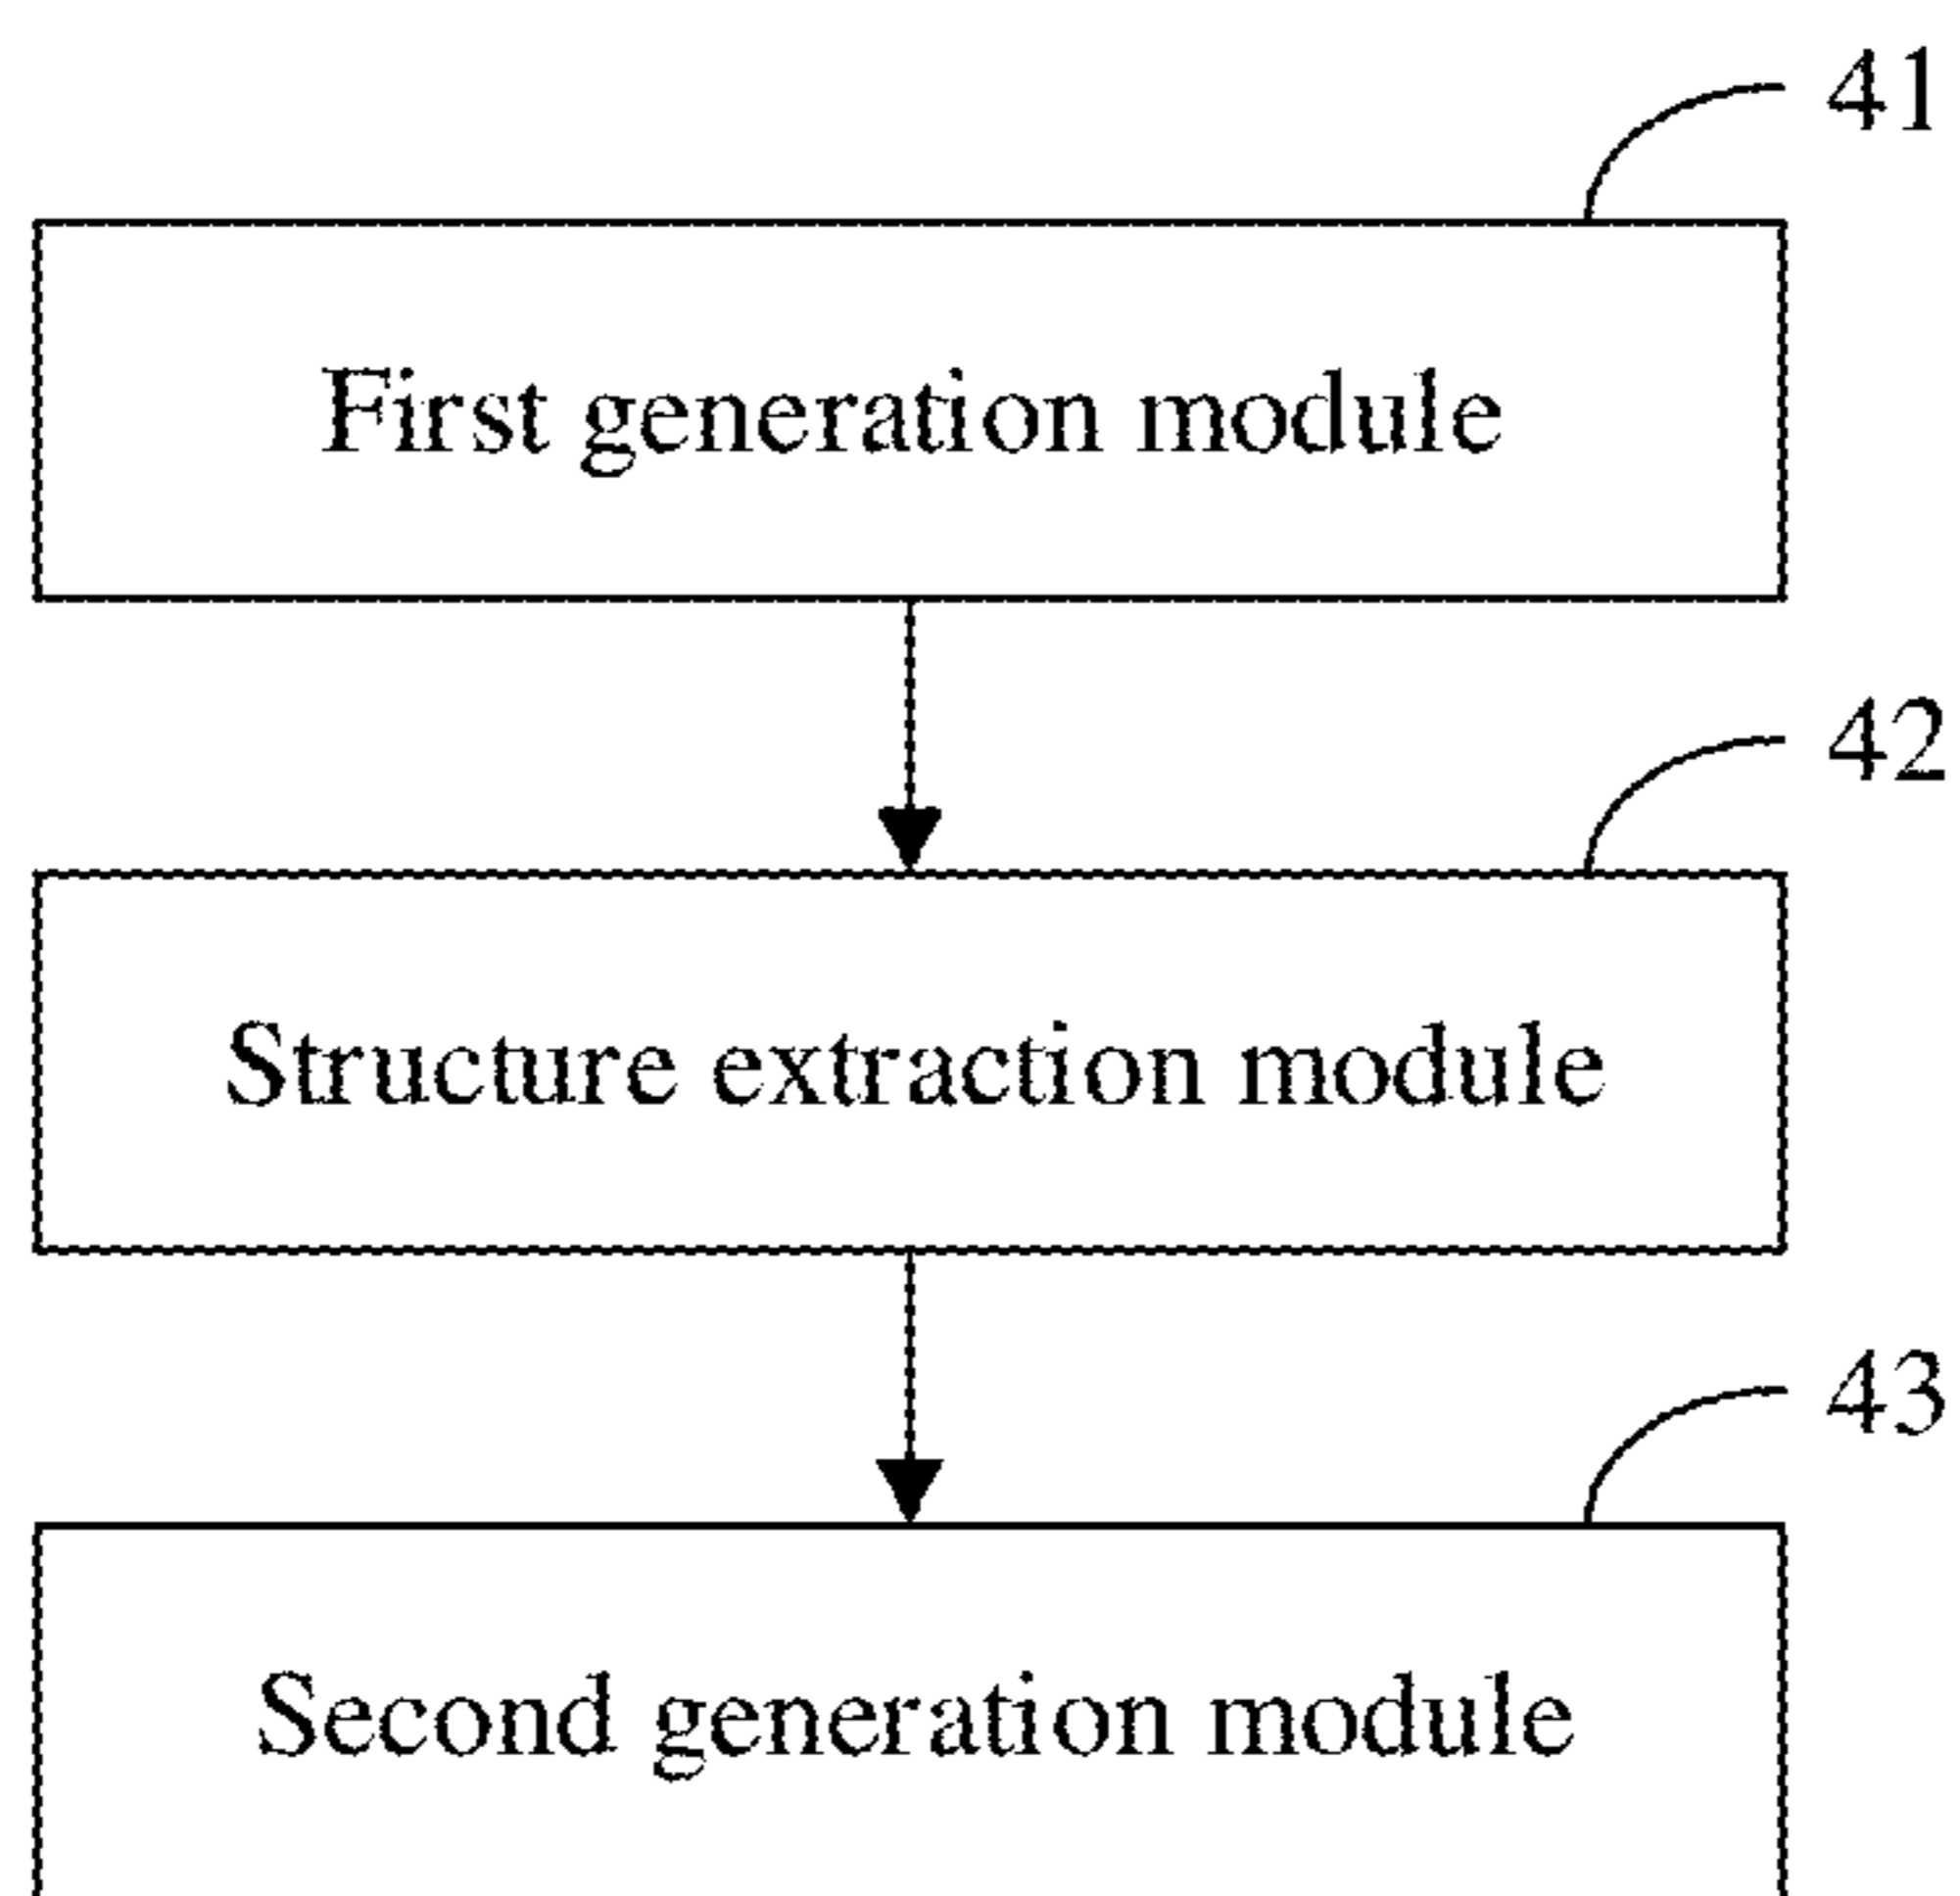 41
First generation module
42
Structure extraction module
43
Second generation module